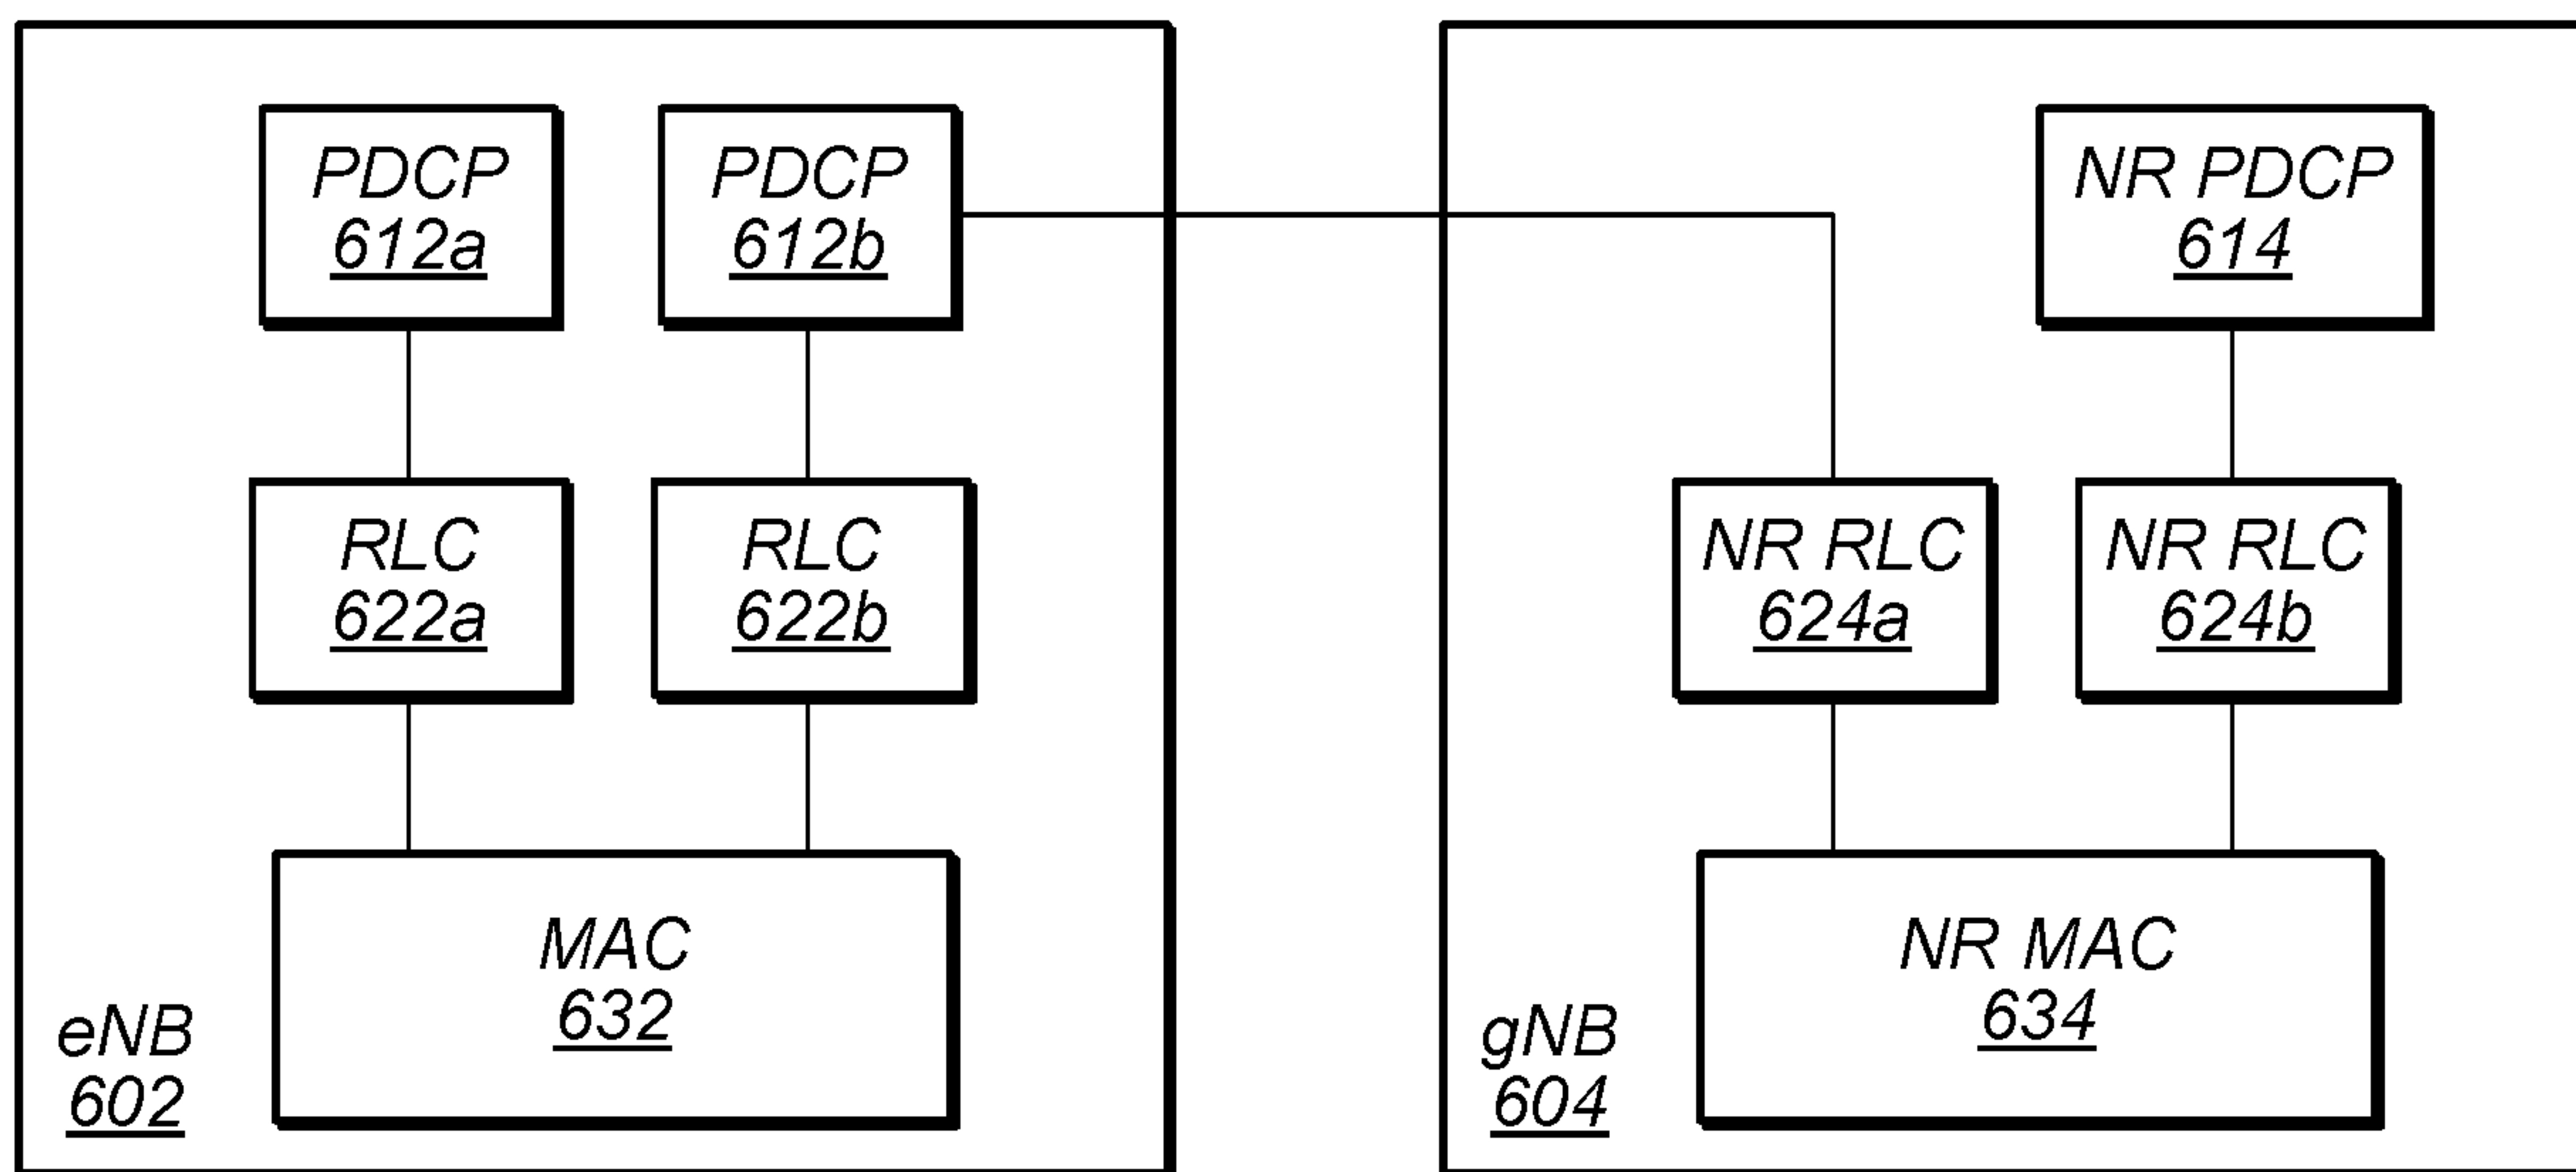 PDCP
612a
PDCP
612b
NR PDCP
614
RLC
622a
RLC
622b
NR RLC
624a
NR RLC
624b
MAC
632
NR MAC
634
eNB
602
gNB
604